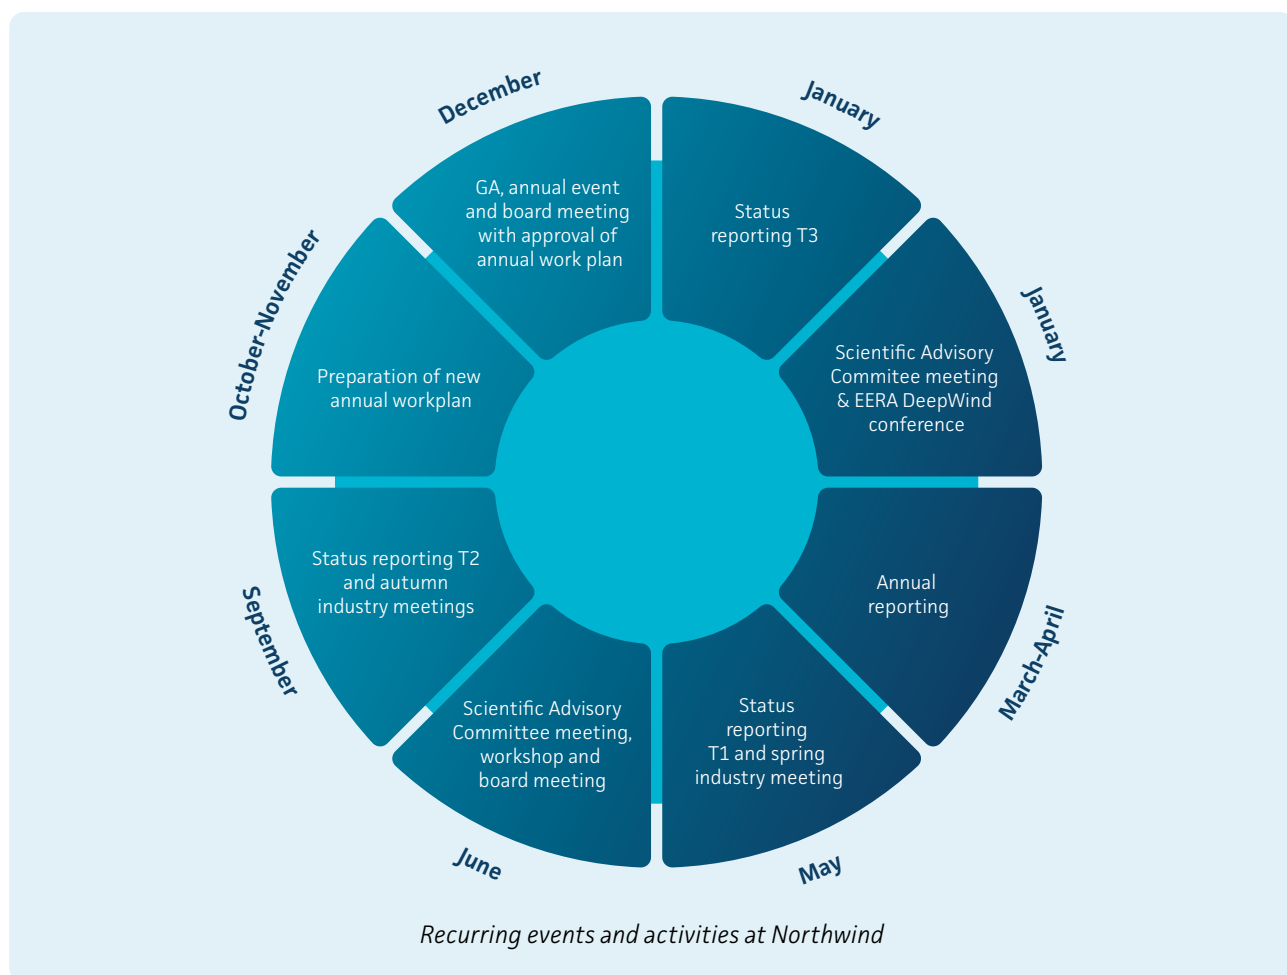 January
Status
reporting T3
January
Scientific Advisory
Commitee meeting
& EERA DeepWind
conference
March-April
Annual
reporting
May
Status
reporting
T1 and spring
industry meeting
June
Scientific Advisory
Committee meeting,
workshop and
board meeting
September
Status reporting T2
and autumn
industry meetings
October-November
Preparation of new
annual workplan
December
GA, annual event
and board meeting
with approval of
annual work plan
Recurring events and activities at Northwind